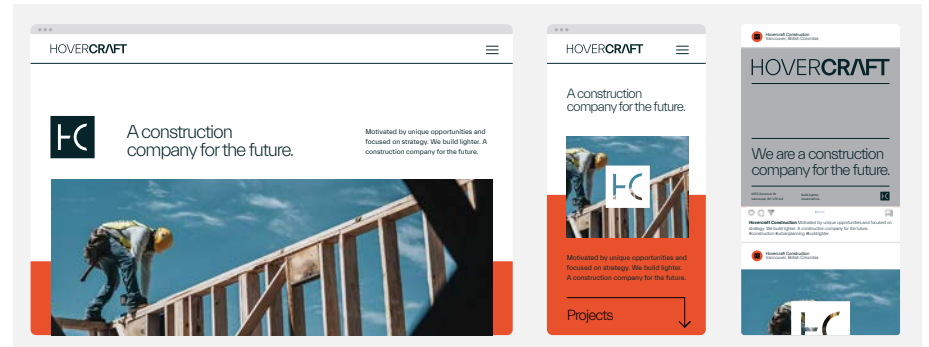 HOVERCRAFT
A construction
company for the future.
Motivated by unique opportunities and
focused on strategy. We build lighter. A
construction company for the future.
HOVERCRAFT
A construction
company for the future.
Motivated by unique opportunities and
focused on strategy. We build lighter.
A construction company for the future.
Projects
Hovercraft Construction
Vancouver, British Columbia
HOVERCRAFT
We are a construction
company for the future.
Hovercraft Construction Motivated by unique opportunities and focused on
strategy. We build lighter. A construction company for the future.
#construction #urbanplanning #buildlighter
Hovercraft Construction
Vancouver, British Columbia